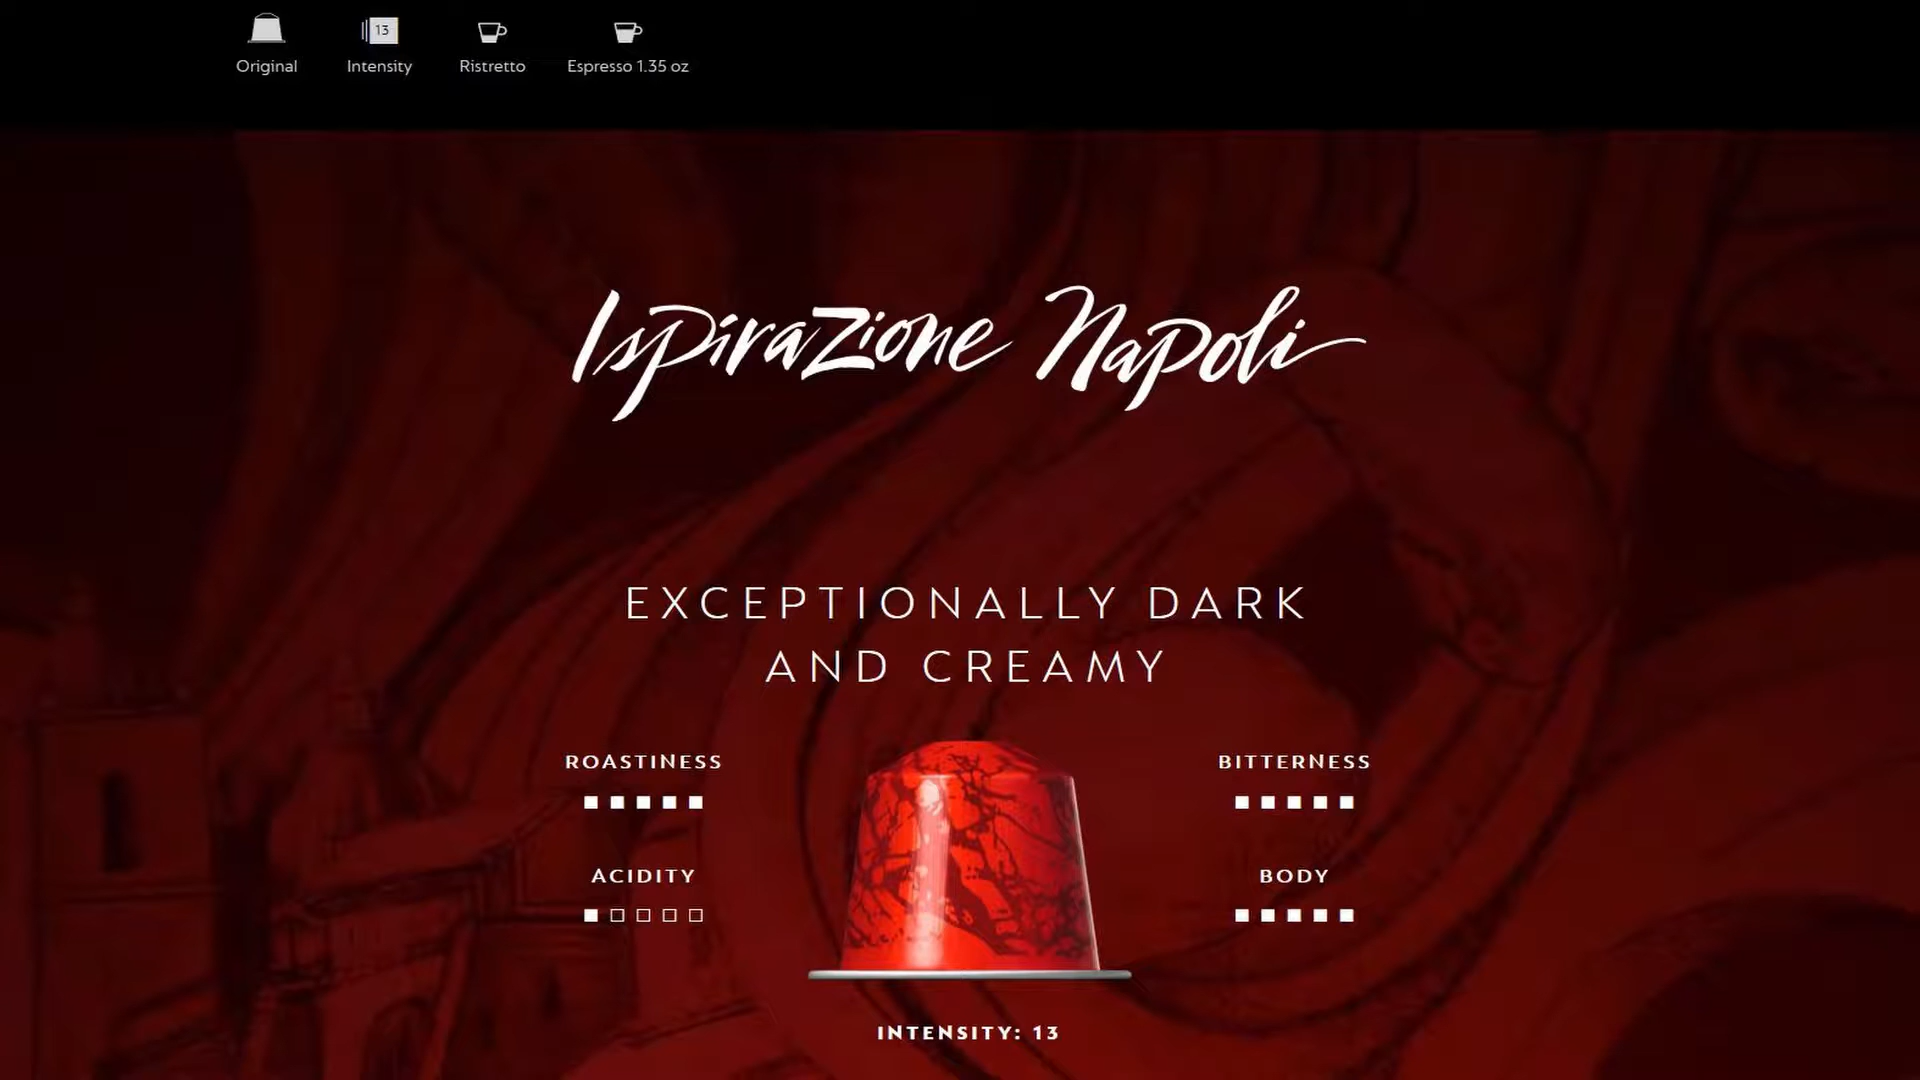 13
Original Intensity Ristretto Espresso 1.35 oz
Ispirazione Napoli
EXCEPTIONALLY DARK
AND CREAMY
ROASTINESS
BITTERNESS
ACIDITY
BODY
INTENSITY: 13